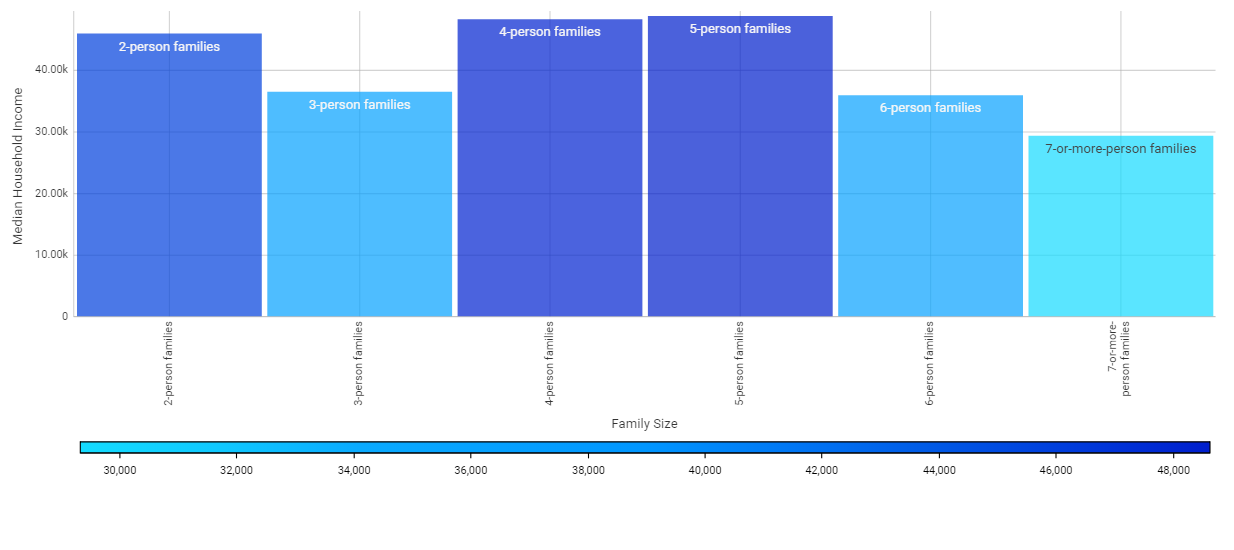 2-person families
3-person families
4-person families
5-person families
6-person families
7-or-more-person families
Median Household Income
40.00k
30.00k
20.00k
10.00k
0
2-person families
3-person families
4-person families
5-person families
6-person families
7-or-more-
person families
Family Size
30,000
32,000
34,000
36,000
38,000
40,000
42,000
44,000
46,000
48,000